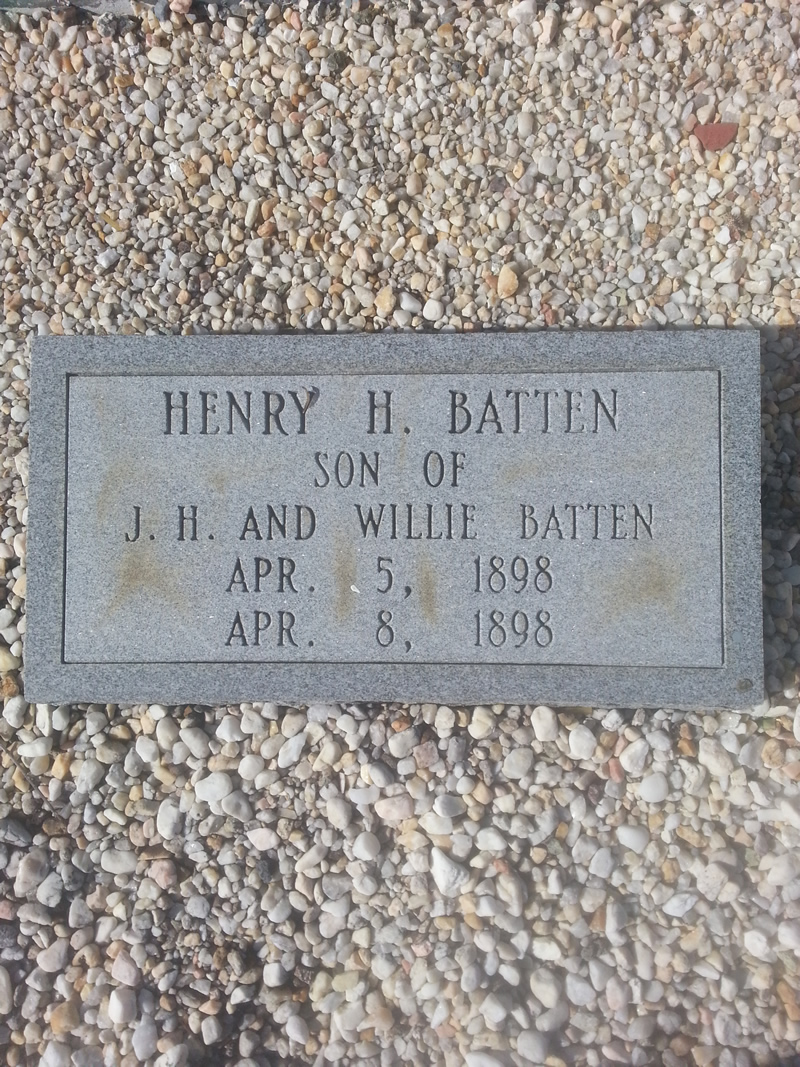 HENRY H. BATTEN
SON OF
J. H. AND WILLIE BATTEN
APR. 5, 1898
APR. 8, 1898